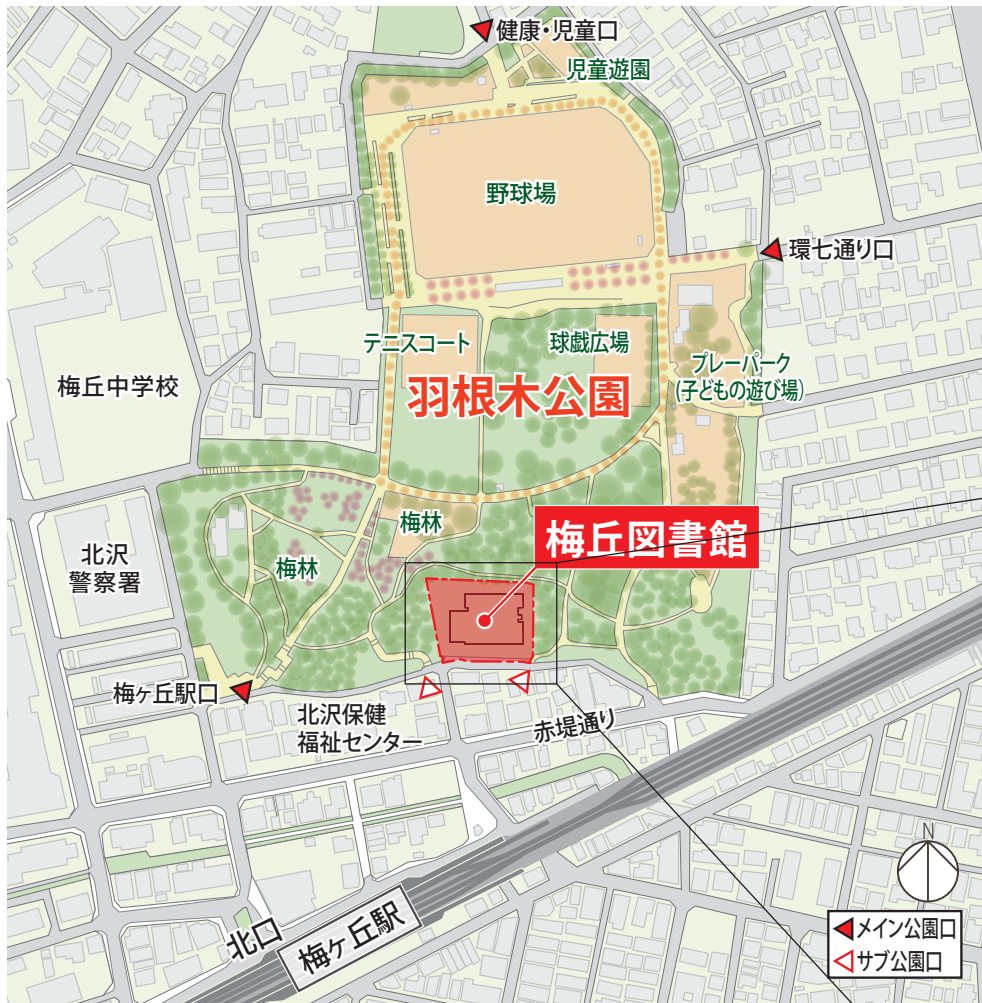 健康・児童口
児童遊園
野球場
環七通り口
テニスコート
球戯広場
プレーパーク
(子どもの遊び場)
梅丘中学校
羽根木公園
梅林
梅丘図書館
北沢
警察署
梅林
梅ヶ丘駅口
北沢保健
福祉センター
赤堤通り
N
北口
梅ヶ丘駅
メイン公園口
サブ公園口